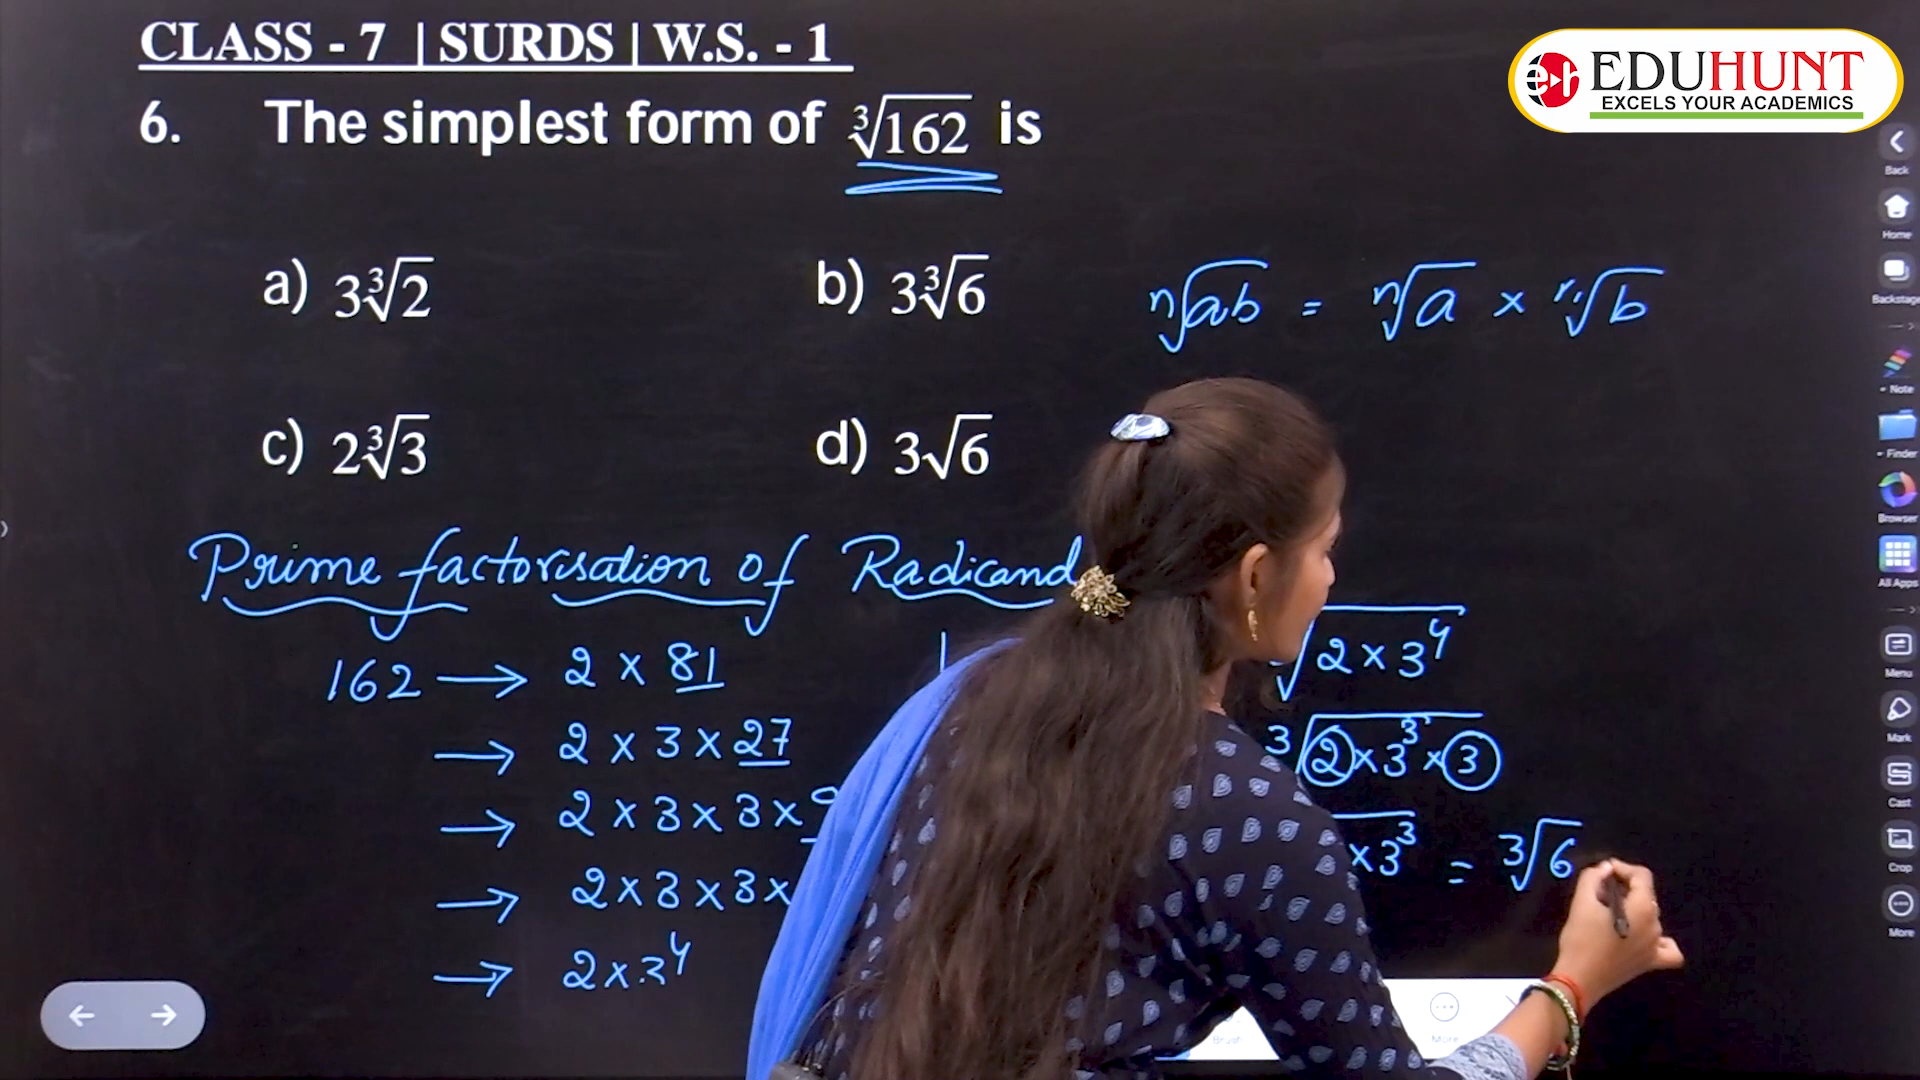 CLASS - 7 | SURDS | W.S. - 1
EDUHUNT
EXCELS YOUR ACADEMICS
6. The simplest form of ∛162 is
a) 3∛2
b) 3∛6
c) 2∛3
d) 3√6
ⁿ√ab = ⁿ√a × ⁿ√b
Prime factorisation of Radicand
162 → 2 × 81
→ 2 × 3 × 27
→ 2 × 3 × 3 ×
→ 2 × 3 × 3 ×
→ 2 × 3⁴
√2 × 3⁴
∛2 × 3³ × 3
× 3³ = ∛6
Back
Home
Backstage
Note
Finder
Browser
All Apps
Menu
Mark
Cast
Crop
More
Brush
More